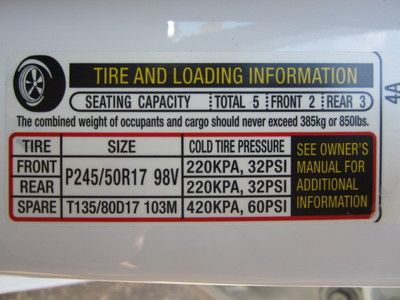 TIRE AND LOADING INFORMATION
SEATING CAPACITY TOTAL 5 FRONT 2 REAR 3
The combined weight of occupants and cargo should never exceed 385kg or 850lbs.
TIRE SIZE COLD TIRE PRESSURE
FRONT P245/50R17 98V 220KPA, 32PSI
REAR 220KPA, 32PSI
SPARE T135/80D17 103M 420KPA, 60PSI
SEE OWNER'S
MANUAL FOR
ADDITIONAL
INFORMATION
4A